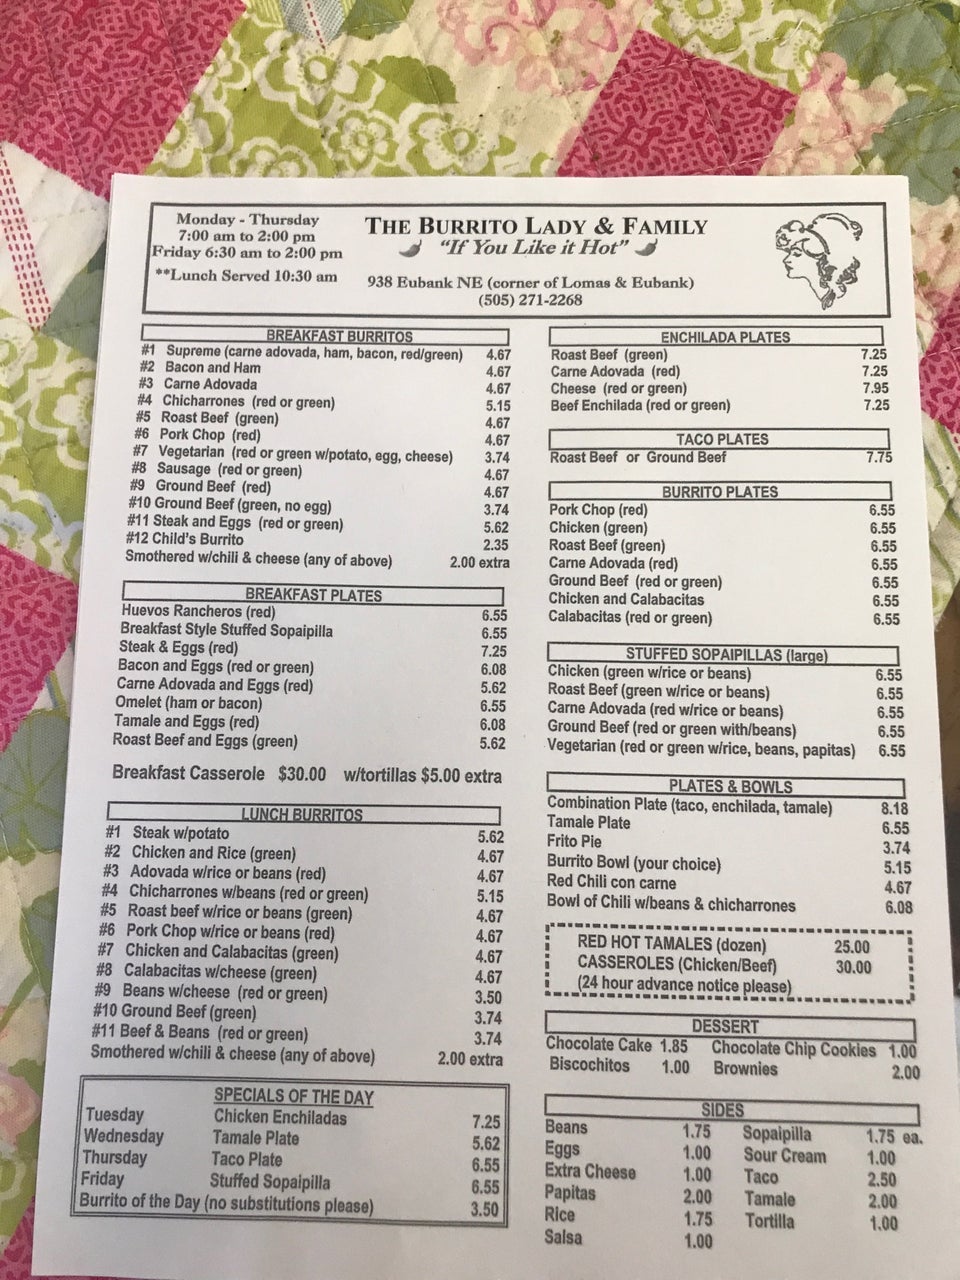 Monday - Thursday
7:00 am to 2:00 pm
Friday 6:30 am to 2:00 pm
**Lunch Served 10:30 am
THE BURRITO LADY & FAMILY
"If You Like it Hot"
938 Eubank NE (corner of Lomas & Eubank)
(505) 271-2268
BREAKFAST BURRITOS
#1 Supreme (carne adovada, ham, bacon, red/green) 4.67
#2 Bacon and Ham 4.67
#3 Carne Adovada 4.67
#4 Chicharrones (red or green) 5.15
#5 Roast Beef (green) 4.67
#6 Pork Chop (red) 4.67
#7 Vegetarian (red or green w/potato, egg, cheese) 3.74
#8 Sausage (red or green) 4.67
#9 Ground Beef (red) 4.67
#10 Ground Beef (green, no egg) 3.74
#11 Steak and Eggs (red or green) 5.62
#12 Child's Burrito 2.35
Smothered w/chili & cheese (any of above) 2.00 extra
BREAKFAST PLATES
Huevos Rancheros (red) 6.55
Breakfast Style Stuffed Sopaipilla 6.55
Steak & Eggs (red) 7.25
Bacon and Eggs (red or green) 6.08
Carne Adovada and Eggs (red) 5.62
Omelet (ham or bacon) 6.55
Tamale and Eggs (red) 6.08
Roast Beef and Eggs (green) 5.62
Breakfast Casserole $30.00 w/tortillas $5.00 extra
LUNCH BURRITOS
#1 Steak w/potato 5.62
#2 Chicken and Rice (green) 4.67
#3 Adovada w/rice or beans (red) 4.67
#4 Chicharrones w/beans (red or green) 5.15
#5 Roast beef w/rice or beans (green) 4.67
#6 Pork Chop w/rice or beans (red) 4.67
#7 Chicken and Calabacitas (green) 4.67
#8 Calabacitas w/cheese (green) 4.67
#9 Beans w/cheese (red or green) 3.50
#10 Ground Beef (green) 3.74
#11 Beef & Beans (red or green) 3.74
Smothered w/chili & cheese (any of above) 2.00 extra
SPECIALS OF THE DAY
Tuesday Chicken Enchiladas 7.25
Wednesday Tamale Plate 5.62
Thursday Taco Plate 6.55
Friday Stuffed Sopaipilla 6.55
Burrito of the Day (no substitutions please) 3.50
ENCHILADA PLATES
Roast Beef (green) 7.25
Carne Adovada (red) 7.25
Cheese (red or green) 7.95
Beef Enchilada (red or green) 7.25
TACO PLATES
Roast Beef or Ground Beef 7.75
BURRITO PLATES
Pork Chop (red) 6.55
Chicken (green) 6.55
Roast Beef (green) 6.55
Carne Adovada (red) 6.55
Ground Beef (red or green) 6.55
Chicken and Calabacitas 6.55
Calabacitas (red or green) 6.55
STUFFED SOPAIPILLAS (large)
Chicken (green w/rice or beans) 6.55
Roast Beef (green w/rice or beans) 6.55
Carne Adovada (red w/rice or beans) 6.55
Ground Beef (red or green with/beans) 6.55
Vegetarian (red or green w/rice, beans, papitas) 6.55
PLATES & BOWLS
Combination Plate (taco, enchilada, tamale) 8.18
Tamale Plate 6.55
Frito Pie 3.74
Burrito Bowl (your choice) 5.15
Red Chili con carne 4.67
Bowl of Chili w/beans & chicharrones 6.08
RED HOT TAMALES (dozen) 25.00
CASSEROLES (Chicken/Beef) 30.00
(24 hour advance notice please)
DESSERT
Chocolate Cake 1.85 Chocolate Chip Cookies 1.00
Biscochitos 1.00 Brownies 2.00
SIDES
Beans 1.75 Sopaipilla 1.75 ea.
Eggs 1.00 Sour Cream 1.00
Extra Cheese 1.00 Taco 2.50
Papitas 2.00 Tamale 2.00
Rice 1.75 Tortilla 1.00
Salsa 1.00